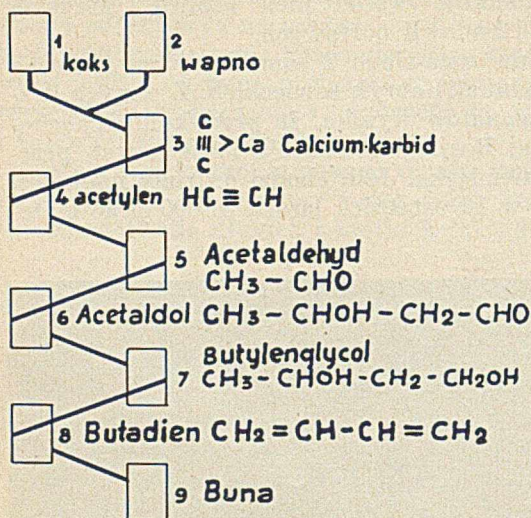 1 koks
2 wapno
3 C ||| C >Ca Calcium-karbid
4 acetylen HC ≡ CH
5 Acetaldehyd
CH₃ – CHO
6 Acetaldol CH₃ – CHOH – CH₂ – CHO
Butylenglycol
7 CH₃ – CHOH – CH₂ – CH₂OH
8 Butadien CH₂ = CH – CH = CH₂
9 Buna